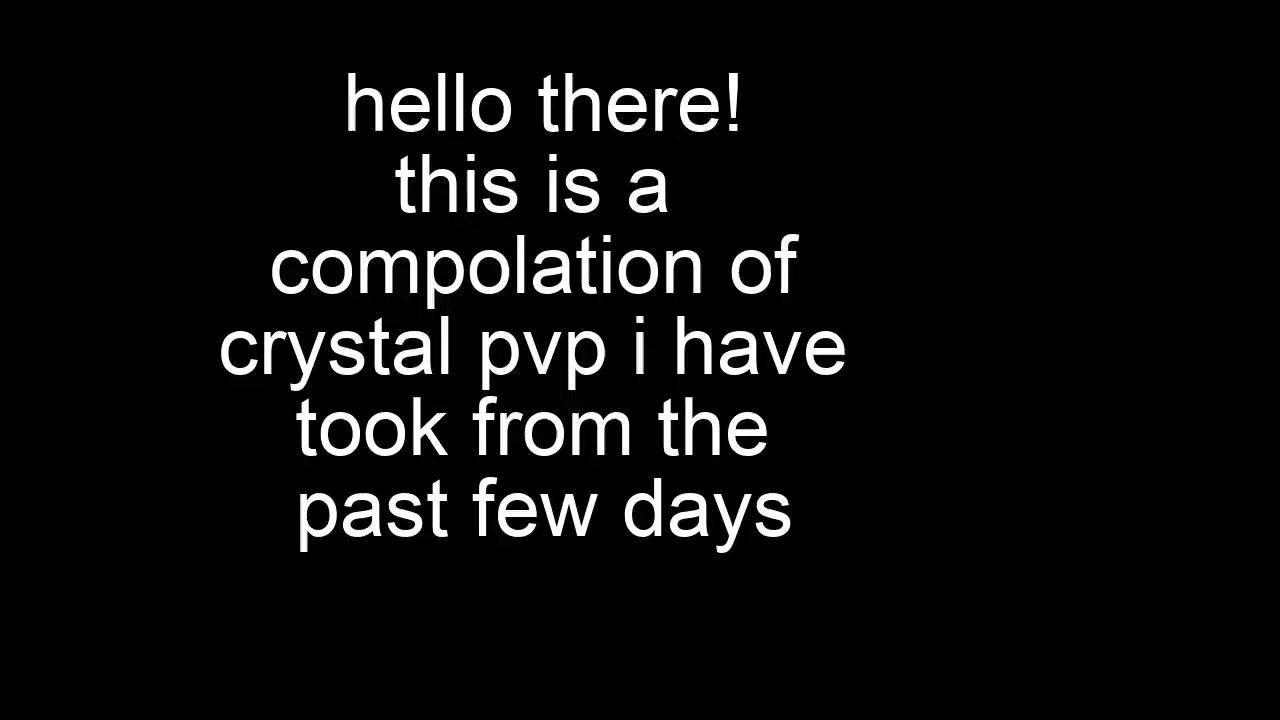 hello there!
this is a
compolation of
crystal pvp i have
took from the
past few days